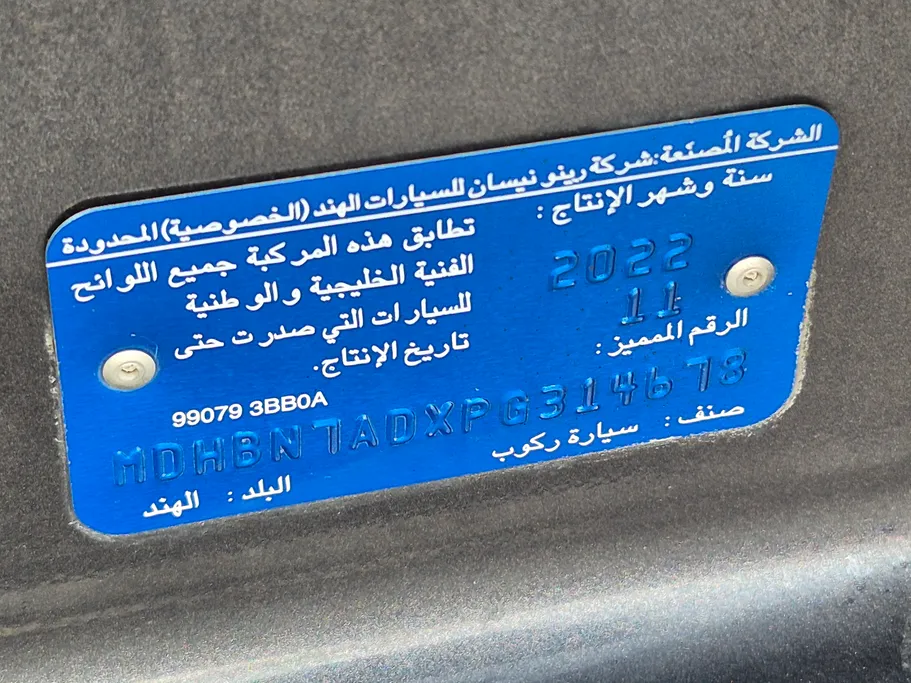 الشركة المُصنّعة:شركة رينو نيسان للسيارات الهند (الخصوصية) المحدودة
سنة وشهر الإنتاج :
2022
11
الرقم المميز :
تطابق هذه المركبة جميع اللوائح
الفنية الخليجية والوطنية
للسيارات التي صدرت حتى
تاريخ الإنتاج.
99079 3BB0A
MDHBN7ADXPG314678
صنف : سيارة ركوب
البلد : الهند